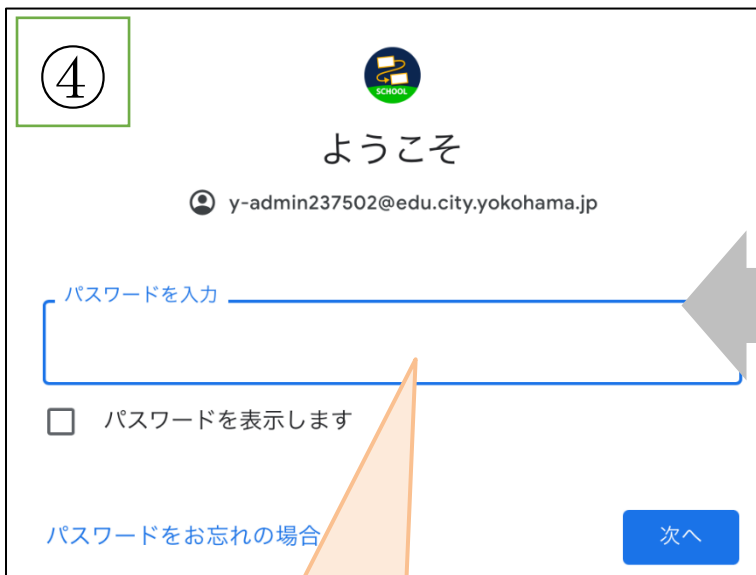 ④
SCHOOL
ようこそ
y-admin237502@edu.city.yokohama.jp
パスワードを入力
パスワードを表示します
パスワードをお忘れの場合
次へ